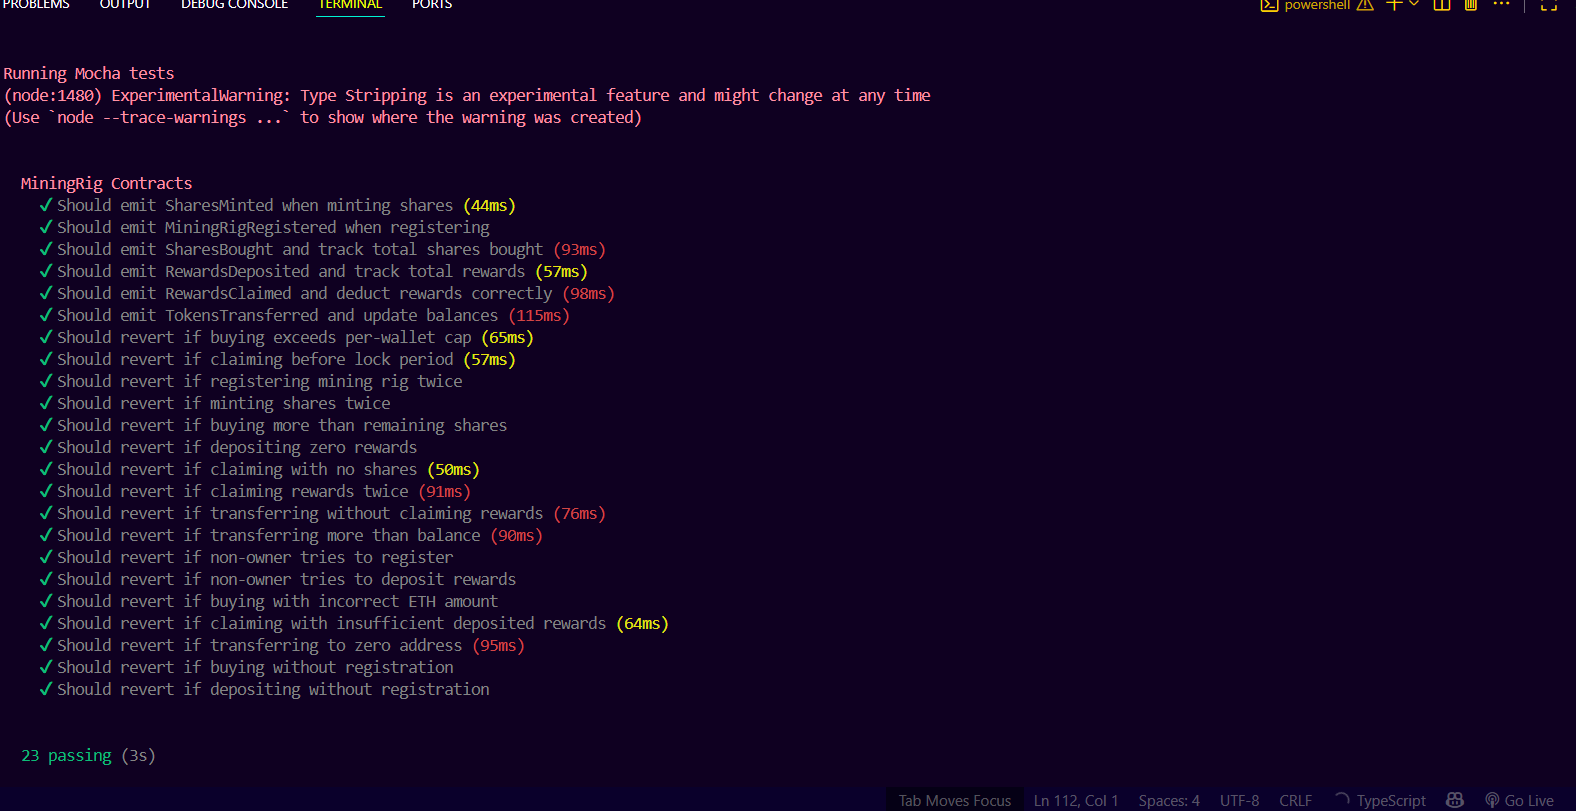 PROBLEMS OUTPUT DEBUG CONSOLE TERMINAL PORTS powershell
Running Mocha tests
(node:1480) ExperimentalWarning: Type Stripping is an experimental feature and might change at any time
(Use `node --trace-warnings ...` to show where the warning was created)
MiningRig Contracts
✓ Should emit SharesMinted when minting shares (44ms)
✓ Should emit MiningRigRegistered when registering
✓ Should emit SharesBought and track total shares bought (93ms)
✓ Should emit RewardsDeposited and track total rewards (57ms)
✓ Should emit RewardsClaimed and deduct rewards correctly (98ms)
✓ Should emit TokensTransferred and update balances (115ms)
✓ Should revert if buying exceeds per-wallet cap (65ms)
✓ Should revert if claiming before lock period (57ms)
✓ Should revert if registering mining rig twice
✓ Should revert if minting shares twice
✓ Should revert if buying more than remaining shares
✓ Should revert if depositing zero rewards
✓ Should revert if claiming with no shares (50ms)
✓ Should revert if claiming rewards twice (91ms)
✓ Should revert if transferring without claiming rewards (76ms)
✓ Should revert if transferring more than balance (90ms)
✓ Should revert if non-owner tries to register
✓ Should revert if non-owner tries to deposit rewards
✓ Should revert if buying with incorrect ETH amount
✓ Should revert if claiming with insufficient deposited rewards (64ms)
✓ Should revert if transferring to zero address (95ms)
✓ Should revert if buying without registration
✓ Should revert if depositing without registration
23 passing (3s)
Tab Moves Focus Ln 112, Col 1 Spaces: 4 UTF-8 CRLF TypeScript Go Live